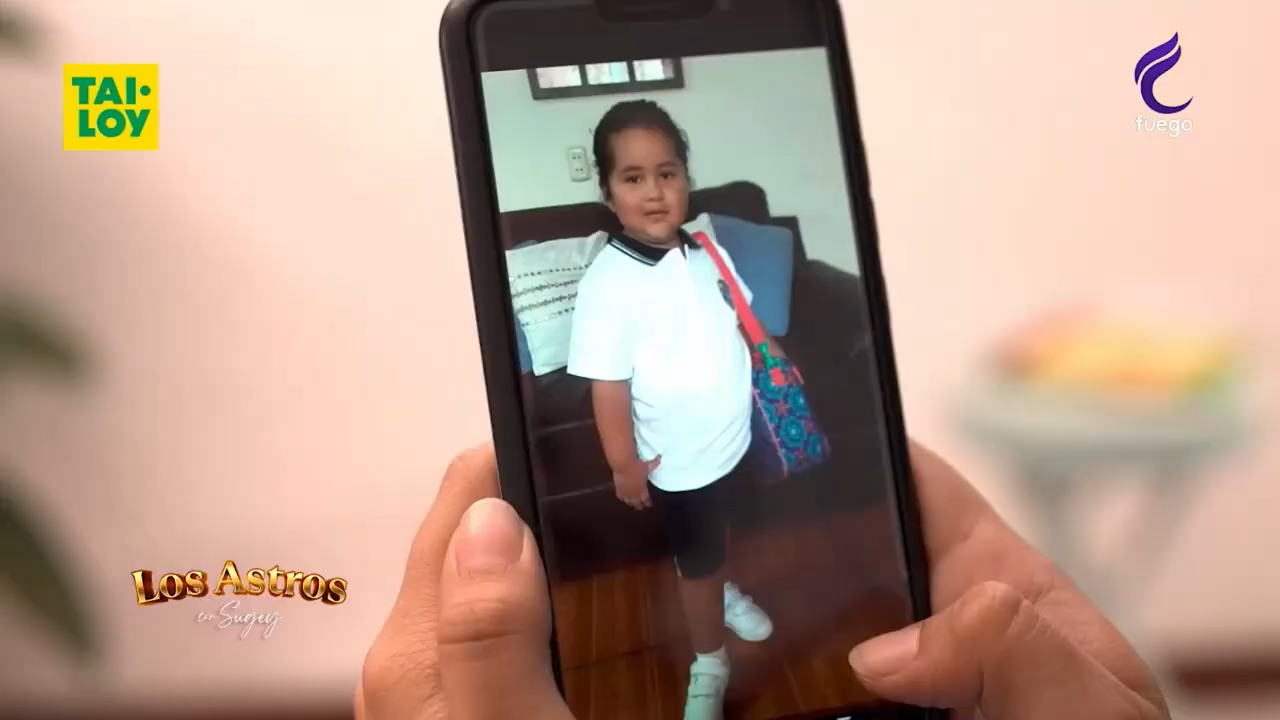 TAI•
LOY
fuego
Los Astros
con Sugey